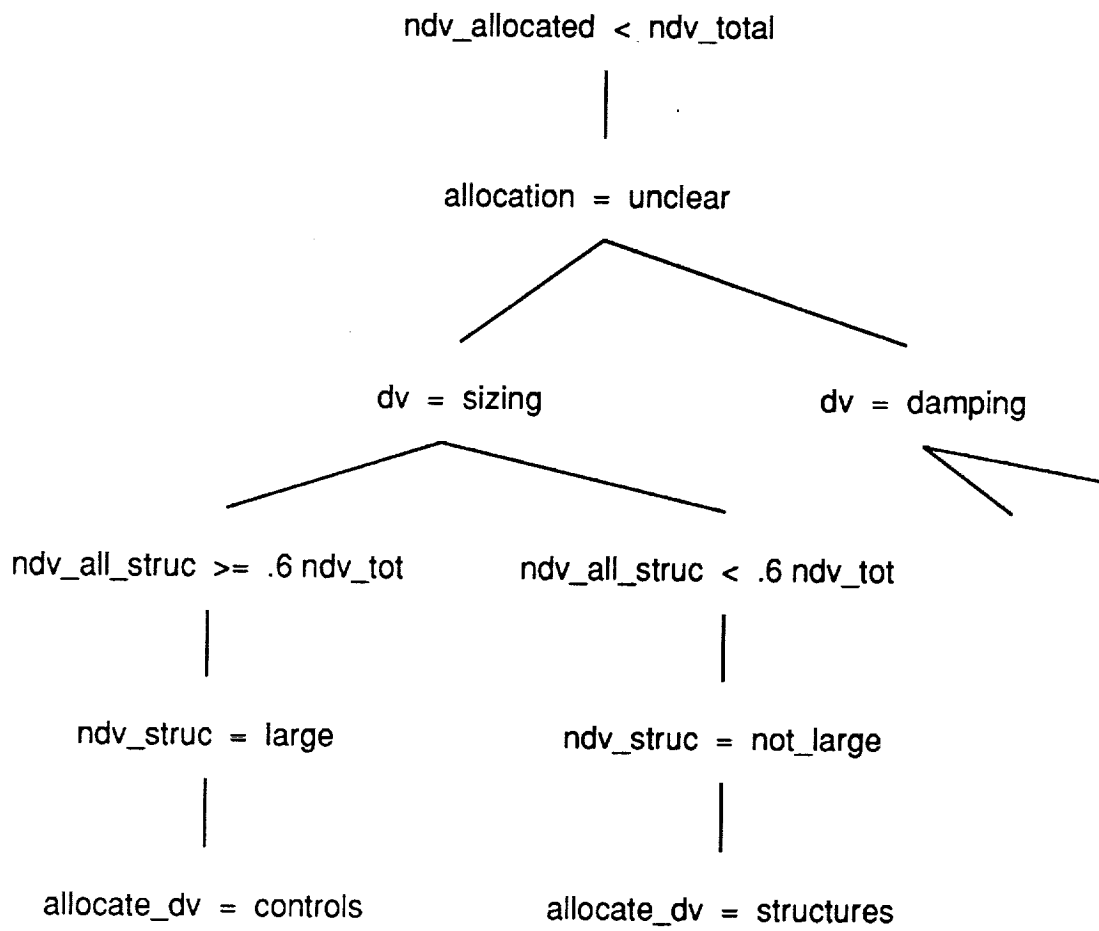 ndv_allocated < ndv_total
allocation = unclear
dv = sizing
dv = damping
ndv_all_struc >= .6 ndv_tot
ndv_all_struc < .6 ndv_tot
ndv_struc = large
ndv_struc = not_large
allocate_dv = controls
allocate_dv = structures